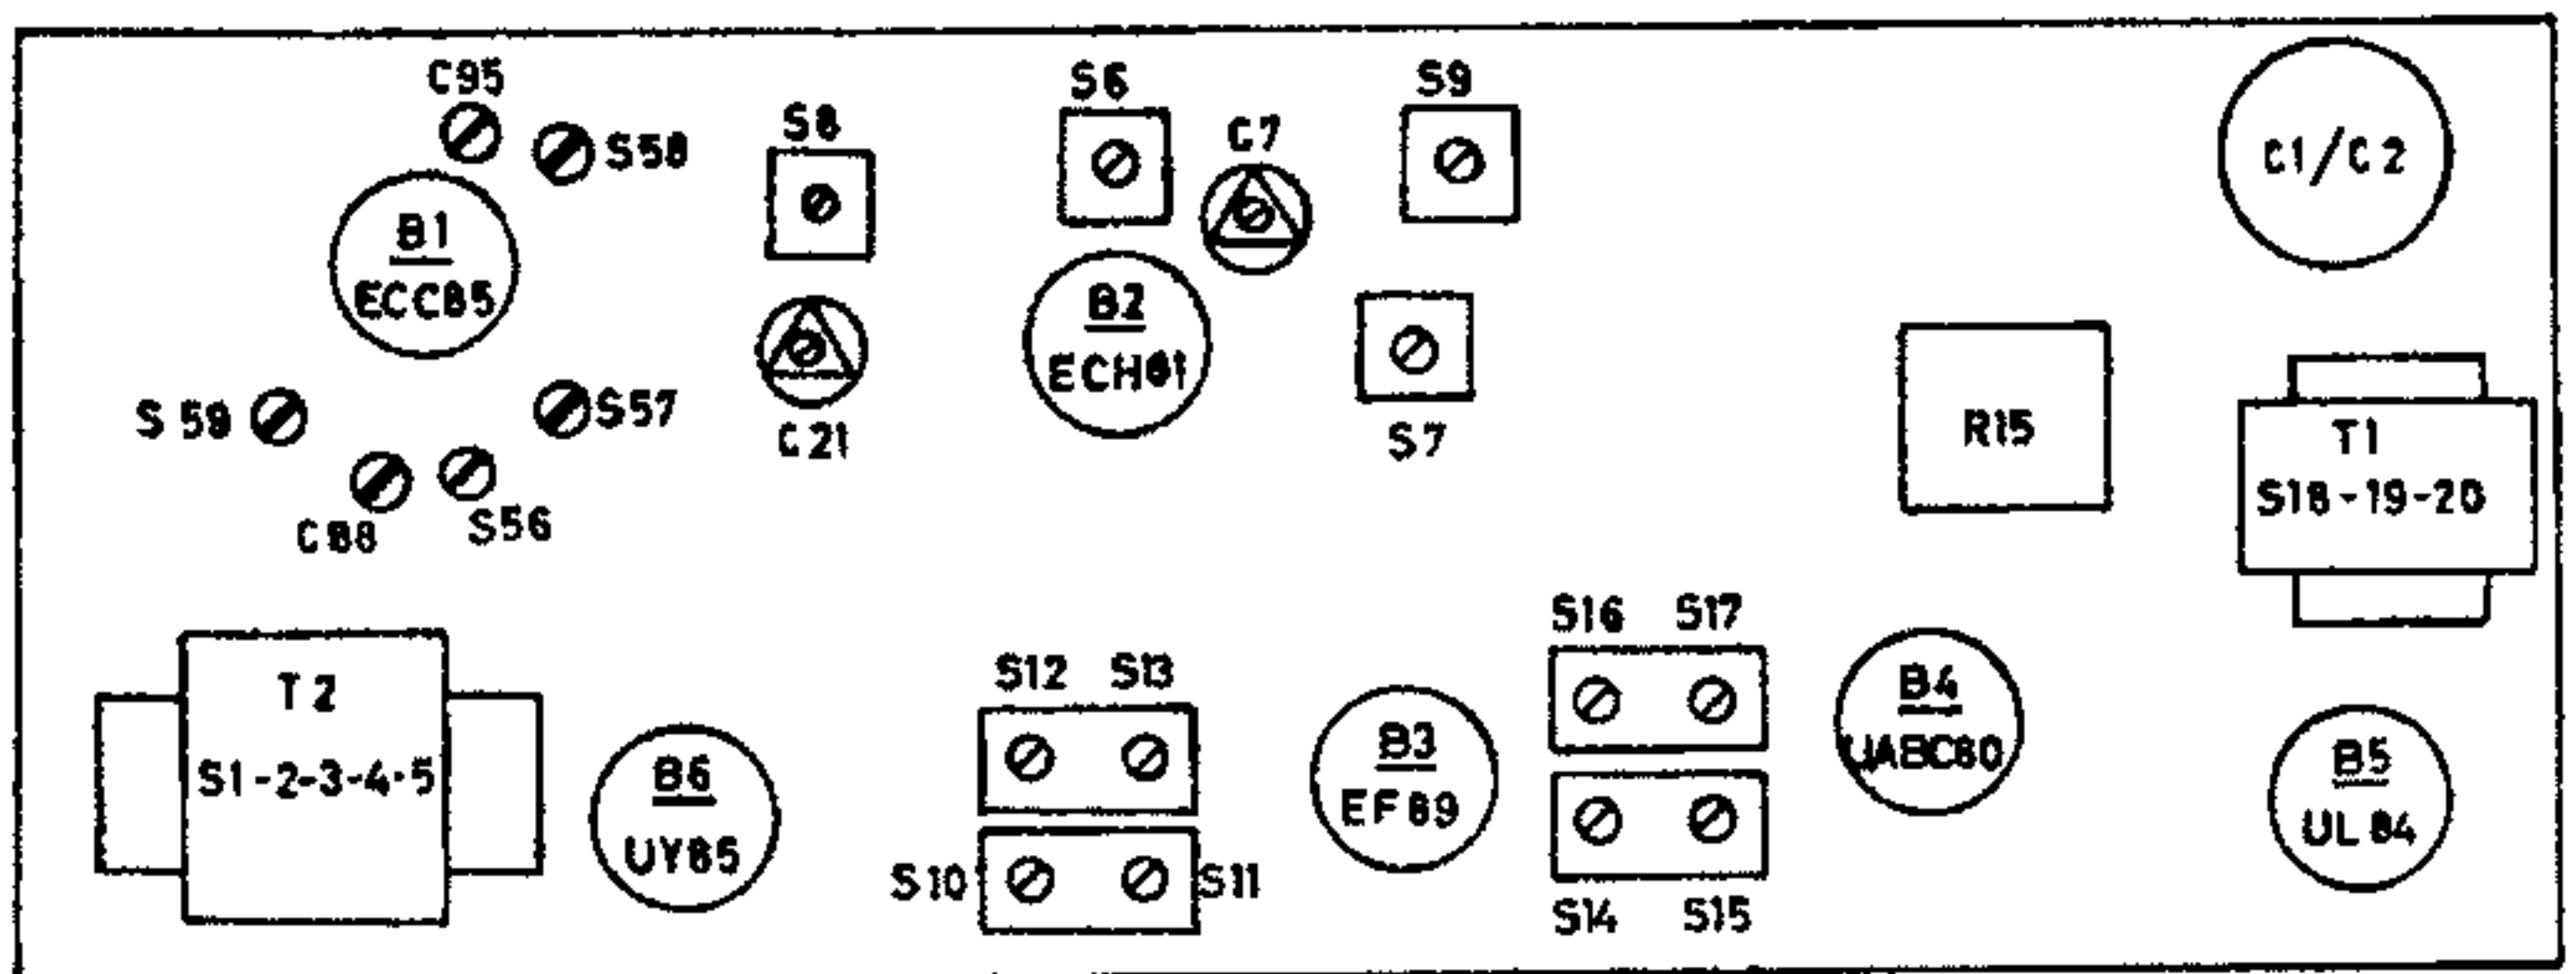 C95
S58
S8
S6
C7
S9
C1/C2
B1
ECC85
B2
ECH81
S59
S57
C21
S7
R15
T1
S18-19-20
C88
S56
S16 S17
T2
S1-2-3-4-5
S12 S13
B6
UY85
B3
EF89
B4
UABC80
B5
UL84
S10
S11
S14 S15